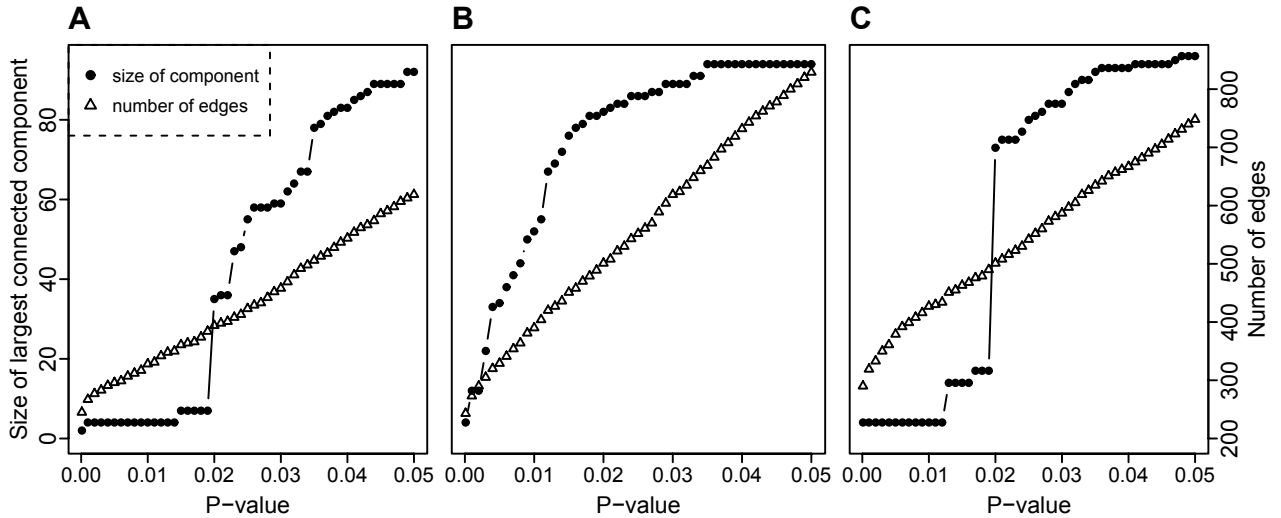 A
B
C
size of component
number of edges
Size of largest connected component
0 20 40 60 80
Number of edges
200 300 400 500 600 700 800
0.00 0.01 0.02 0.03 0.04 0.05
0.00 0.01 0.02 0.03 0.04 0.05
0.00 0.01 0.02 0.03 0.04 0.05
P−value
P−value
P−value